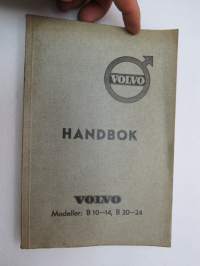 VOLVO
HANDBOK
VOLVO
Modeller: B 10—14, B 20—24